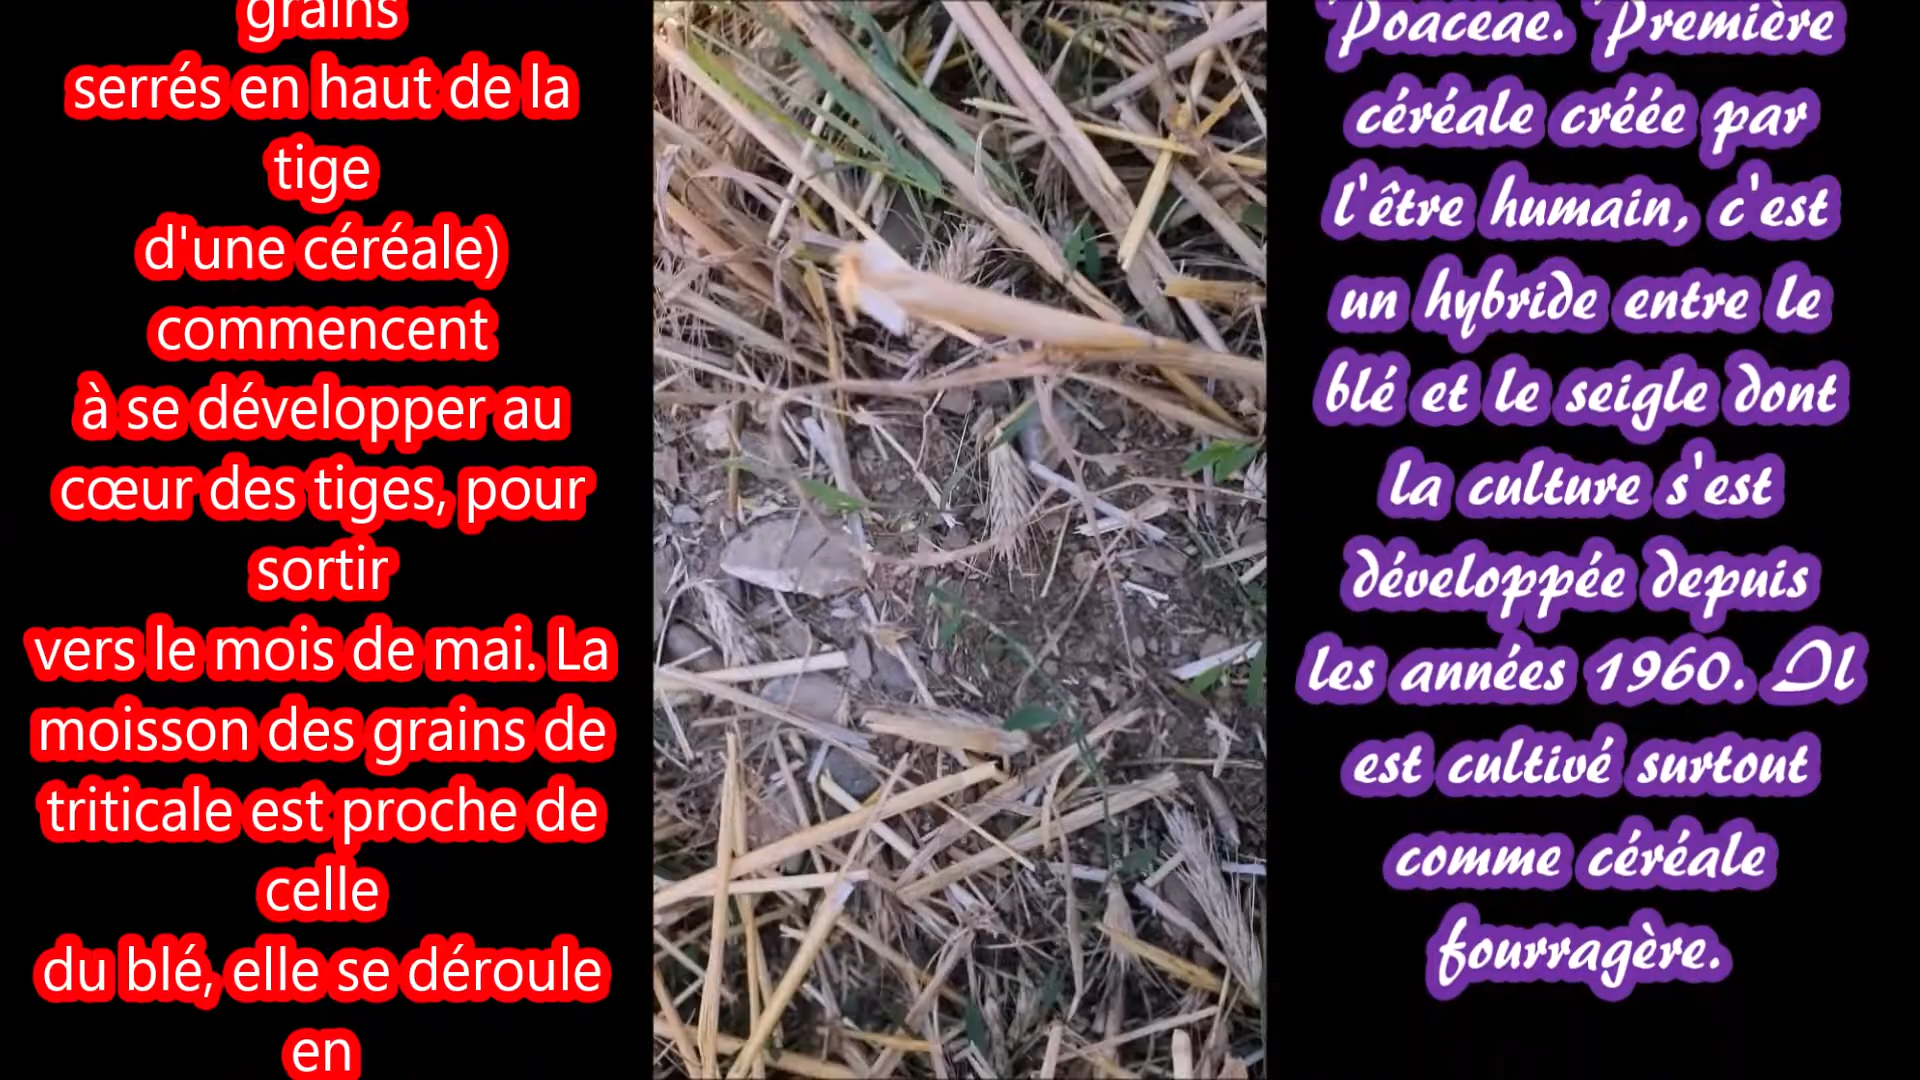 grains
serrés en haut de la
tige
d'une céréale)
commencent
à se développer au
cœur des tiges, pour
sortir
vers le mois de mai. La
moisson des grains de
triticale est proche de
celle
du blé, elle se déroule
en
Poaceae. Première
céréale créée par
l'être humain, c'est
un hybride entre le
blé et le seigle dont
la culture s'est
développée depuis
les années 1960. Il
est cultivé surtout
comme céréale
fourragère.